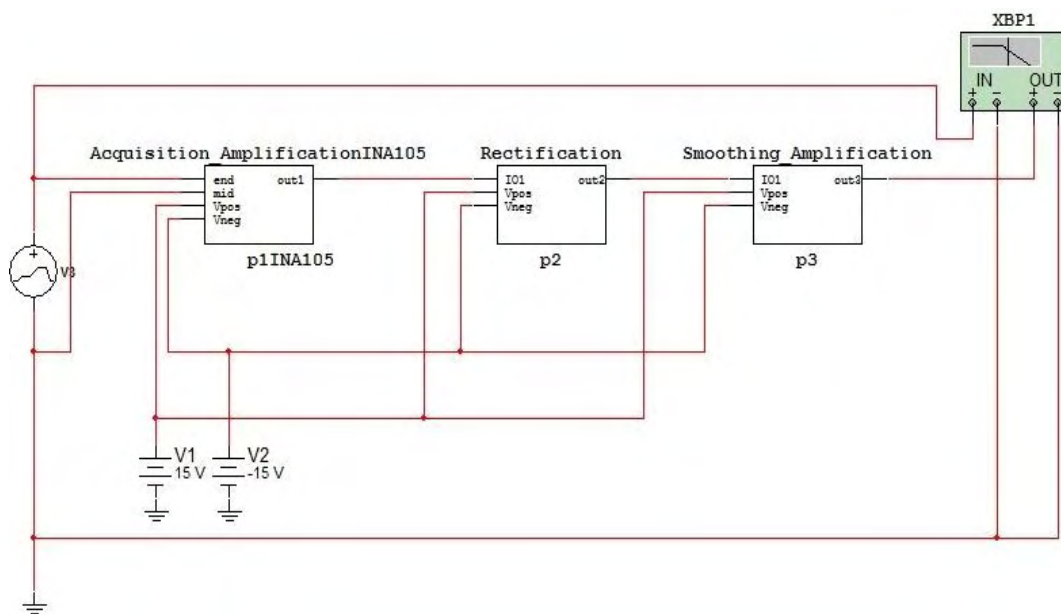 XBP1
IN OUT
+ - + -
Acquisition_AmplificationINA105
end out1
mid
Vpos
Vneg
p1INA105
Rectification
IO1 out2
Vpos
Vneg
p2
Smoothing_Amplification
IO1 out3
Vpos
Vneg
p3
+
V3
V1
15 V
V2
-15 V